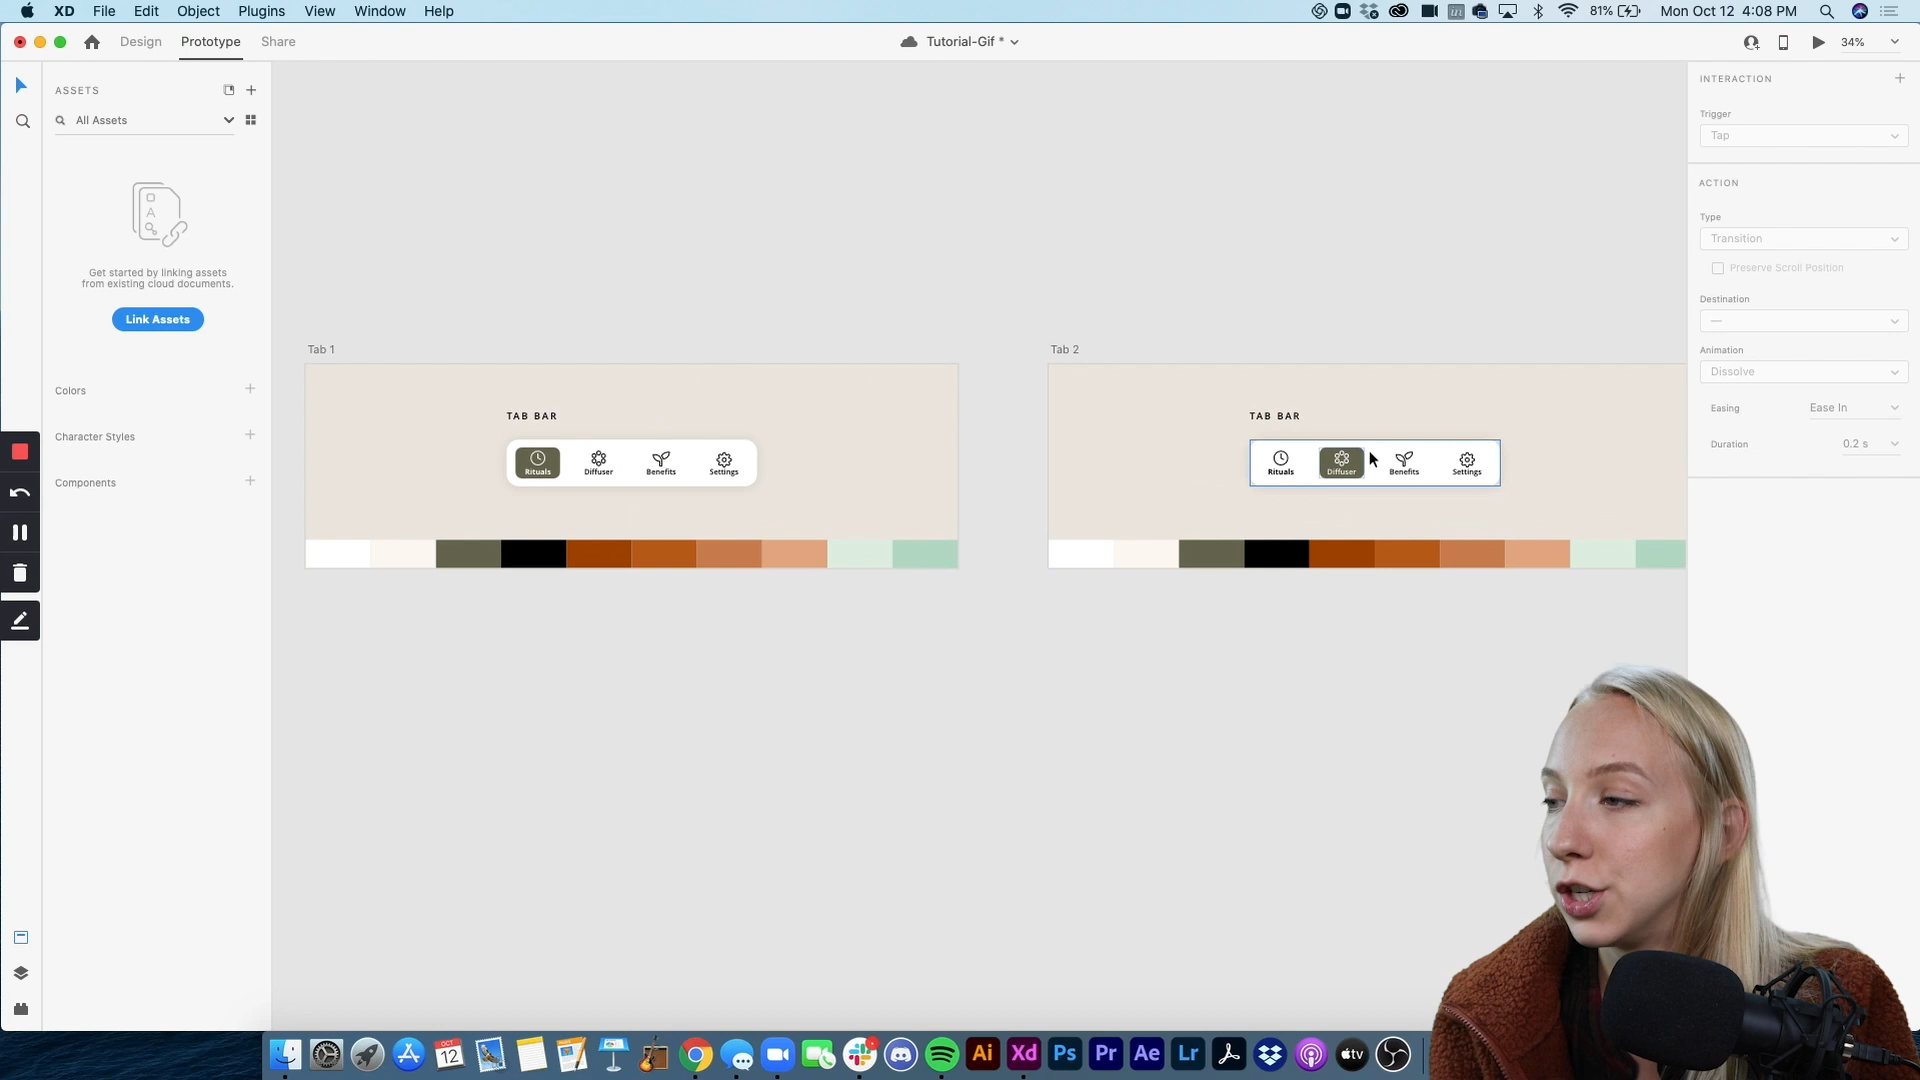 XD File Edit Object Plugins View Window Help
81% Mon Oct 12 4:08 PM
Design Prototype Share
Tutorial-Gif *
34%
ASSETS
All Assets
Get started by linking assets
from existing cloud documents.
Link Assets
Colors
Character Styles
Components
Tab 1
TAB BAR
Rituals Diffuser Benefits Settings
Tab 2
TAB BAR
Rituals Diffuser Benefits Settings
INTERACTION
Trigger
Tap
ACTION
Type
Transition
Preserve Scroll Position
Destination
—
Animation
Dissolve
Easing Ease In
Duration 0.2 s
OCT
12
Ai Xd Ps Pr Ae Lr
tv